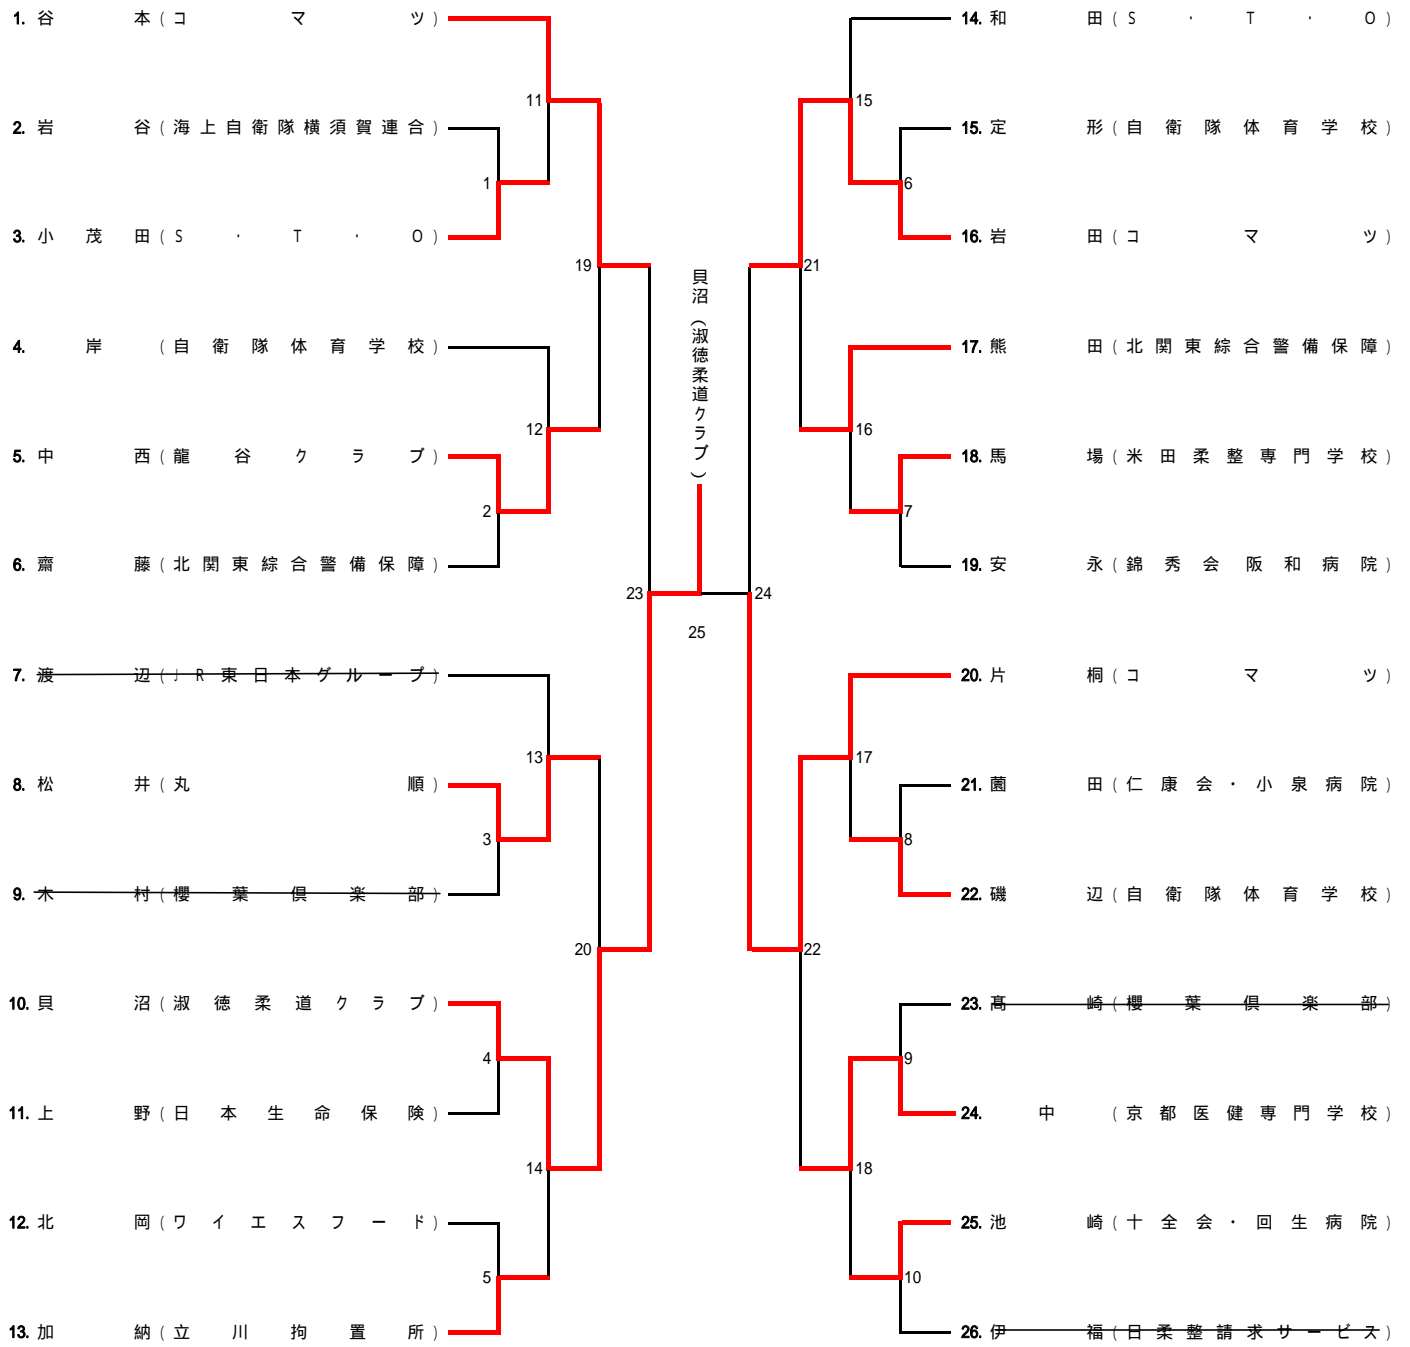 1. 谷本(コマツ)
2. 岩谷(海上自衛隊横須賀連合)
3. 小茂田(S・T・O)
4. 岸(自衛隊体育学校)
5. 中西(龍谷クラブ)
6. 齋藤(北関東綜合警備保障)
7. 渡辺(JR東日本グループ)
8. 松井(丸順)
9. 木村(櫻葉倶楽部)
10. 貝沼(淑徳柔道クラブ)
11. 上野(日本生命保険)
12. 北岡(ワイエスフード)
13. 加納(立川拘置所)
11
1
19
12
2
23
13
3
20
4
14
5
貝沼(淑徳柔道クラブ)
25
15
6
21
16
7
24
17
8
22
9
18
10
14. 和田(S・T・O)
15. 定形(自衛隊体育学校)
16. 岩田(コマツ)
17. 熊田(北関東綜合警備保障)
18. 馬場(米田柔整専門学校)
19. 安永(錦秀会阪和病院)
20. 片桐(コマツ)
21. 薗田(仁康会・小泉病院)
22. 磯辺(自衛隊体育学校)
23. 髙崎(櫻葉倶楽部)
24. 中(京都医健専門学校)
25. 池崎(十全会・回生病院)
26. 伊福(日柔整請求サービス)